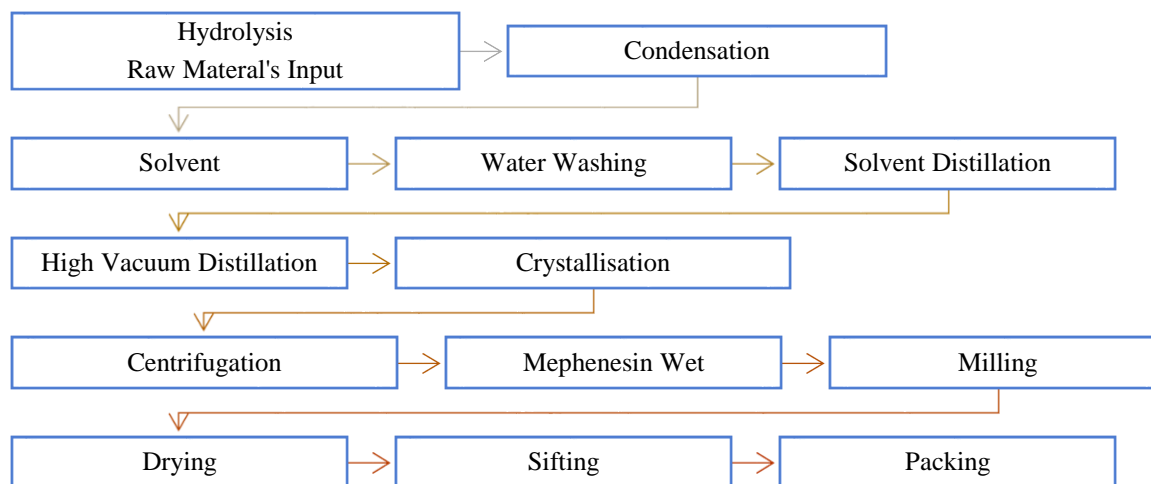 Hydrolysis
Raw Materal's Input
Condensation
Solvent
Water Washing
Solvent Distillation
High Vacuum Distillation
Crystallisation
Centrifugation
Mephenesin Wet
Milling
Drying
Sifting
Packing